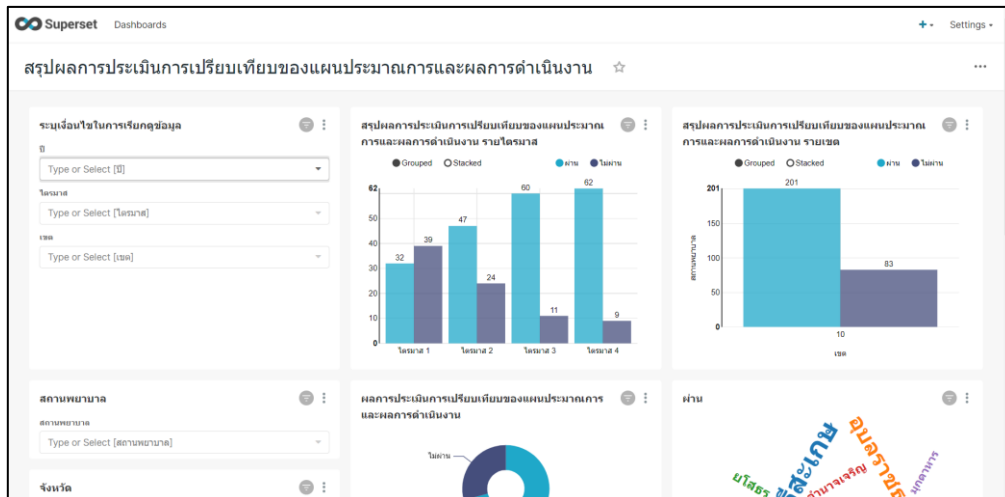 Superset Dashboards Settings
สรุปผลการประเมินการเปรียบเทียบของแผนประมาณการและผลการดำเนินงาน
ระบุเงื่อนไขในการเรียกดูข้อมูล
ปี
Type or Select [ปี]
ไตรมาส
Type or Select [ไตรมาส]
เขต
Type or Select [เขต]
สรุปผลการประเมินการเปรียบเทียบของแผนประมาณ
การและผลการดำเนินงาน รายไตรมาส
Grouped Stacked ผ่าน ไม่ผ่าน
62
50
40
30
20
10
0
32
39
47
24
60
11
62
9
ไตรมาส 1 ไตรมาส 2 ไตรมาส 3 ไตรมาส 4
สรุปผลการประเมินการเปรียบเทียบของแผนประมาณ
การและผลการดำเนินงาน รายเขต
Grouped Stacked ผ่าน ไม่ผ่าน
สถานพยาบาล
201
150
100
50
0
201
83
10
เขต
สถานพยาบาล
สถานพยาบาล
Type or Select [สถานพยาบาล]
จังหวัด
ผลการประเมินการเปรียบเทียบของแผนประมาณการ
และผลการดำเนินงาน
ไม่ผ่าน
ผ่าน
ยโสธร
อำนาจเจริญ
มุกดาหาร